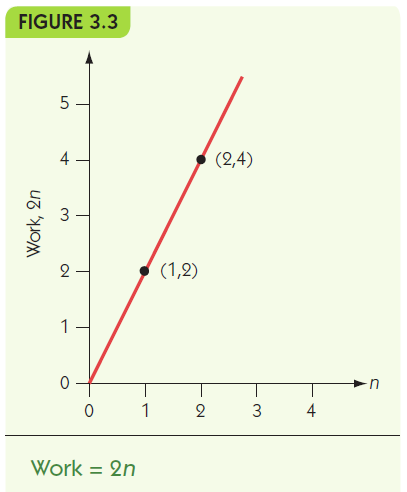 FIGURE 3.3
Work, 2n
5
4
3
2
1
0
(2,4)
(1,2)
n
0 1 2 3 4
Work = 2n